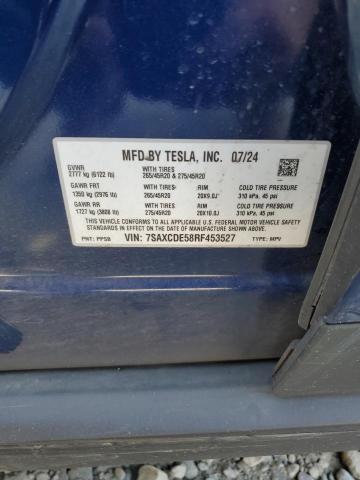 MFD BY TESLA, INC. 07/24
GVWR
2777 kg (6122 lb)
WITH TIRES
265/45R20 & 275/45R20
GAWR FRT WITH TIRES RIM COLD TIRE PRESSURE
1350 kg (2976 lb) 265/45R20 20X9.0J 310 kPa, 45 psi
GAWR RR WITH TIRES RIM COLD TIRE PRESSURE
1727 kg (3808 lb) 275/45R20 20X10.0J 310 kPa, 45 psi
THIS VEHICLE CONFORMS TO ALL APPLICABLE U.S. FEDERAL MOTOR VEHICLE SAFETY
STANDARDS IN EFFECT ON THE DATE OF MANUFACTURE SHOWN ABOVE.
PNT: PPSB VIN: 7SAXCDE58RF453527 TYPE: MPV